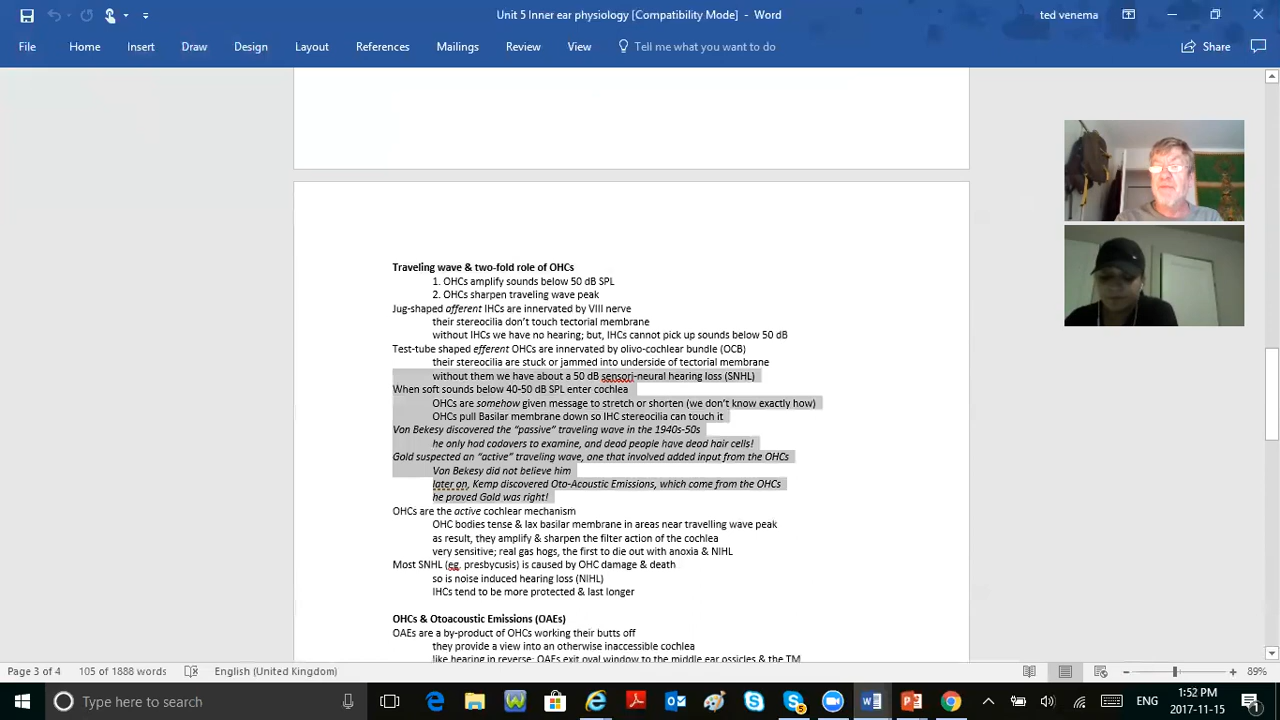 Unit 5 Inner ear physiology [Compatibility Mode] - Word
ted venema
File Home Insert Draw Design Layout References Mailings Review View Tell me what you want to do Share
Traveling wave & two-fold role of OHCs
1. OHCs amplify sounds below 50 dB SPL
2. OHCs sharpen traveling wave peak
Jug-shaped afferent IHCs are innervated by VIII nerve
their stereocilia don't touch tectorial membrane
without IHCs we have no hearing; but, IHCs cannot pick up sounds below 50 dB
Test-tube shaped efferent OHCs are innervated by olivo-cochlear bundle (OCB)
their stereocilia are stuck or jammed into underside of tectorial membrane
without them we have about a 50 dB sensori-neural hearing loss (SNHL)
When soft sounds below 40-50 dB SPL enter cochlea
OHCs are somehow given message to stretch or shorten (we don't know exactly how)
OHCs pull Basilar membrane down so IHC stereocilia can touch it
Von Bekesy discovered the "passive" traveling wave in the 1940s-50s
he only had cadavers to examine, and dead people have dead hair cells!
Gold suspected an "active" traveling wave, one that involved added input from the OHCs
Von Bekesy did not believe him
later on, Kemp discovered Oto-Acoustic Emissions, which come from the OHCs
he proved Gold was right!
OHCs are the active cochlear mechanism
OHC bodies tense & lax basilar membrane in areas near travelling wave peak
as result, they amplify & sharpen the filter action of the cochlea
very sensitive; real gas hogs, the first to die out with anoxia & NIHL
Most SNHL (eg. presbycusis) is caused by OHC damage & death
so is noise induced hearing loss (NIHL)
IHCs tend to be more protected & last longer
OHCs & Otoacoustic Emissions (OAEs)
OAEs are a by-product of OHCs working their butts off
they provide a view into an otherwise inaccessible cochlea
like hearing in reverse: OAEs exit oval window to the middle ear ossicles & the TM
Page 3 of 4 105 of 1888 words English (United Kingdom) 89%
Type here to search
ENG
1:52 PM
2017-11-15